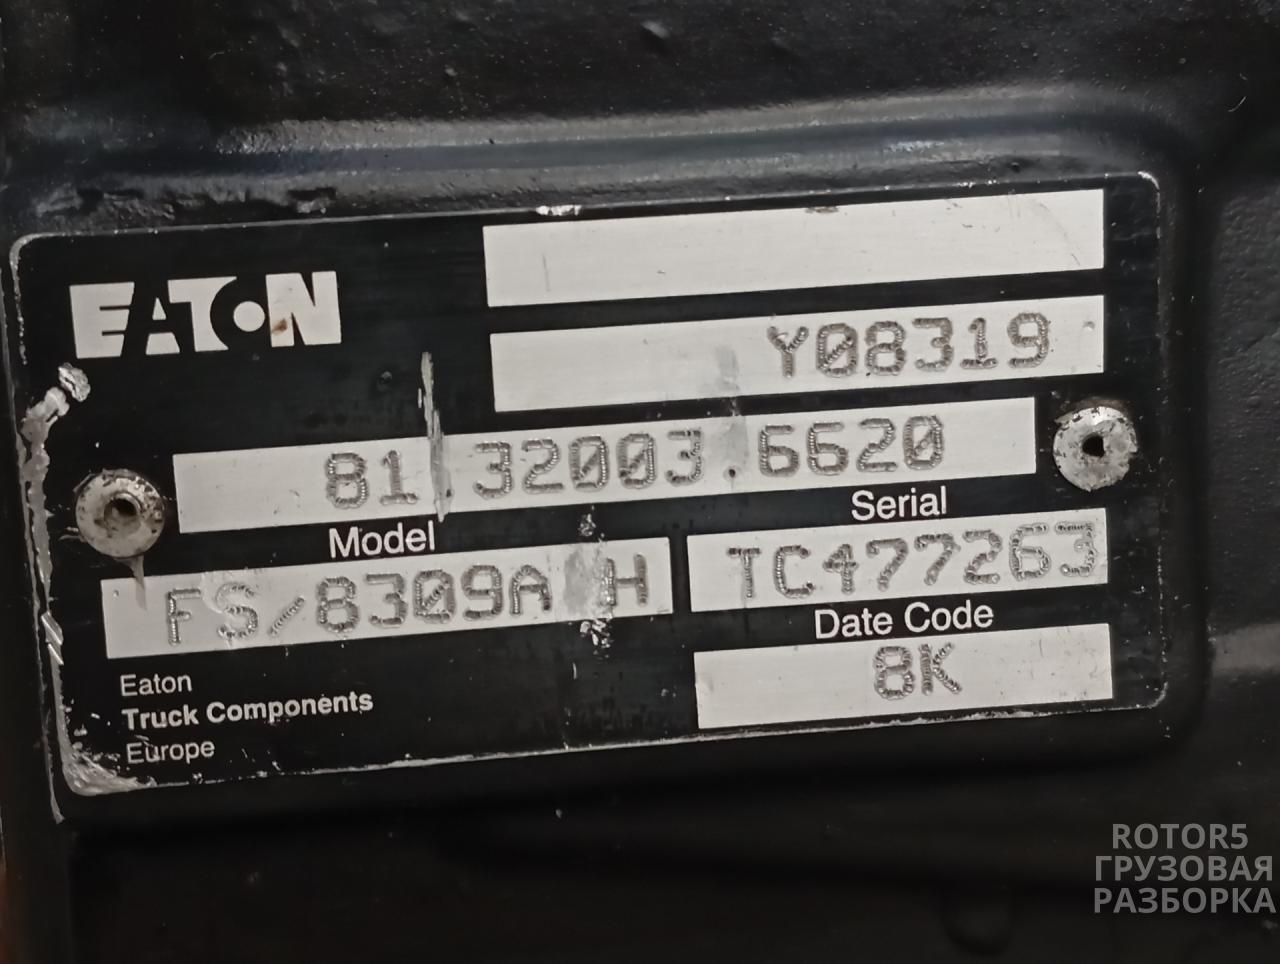 EATON
Y08319
81.32003.6620
Model
Serial
FS/8309A H
TC477263
Date Code
8K
Eaton
Truck Components
Europe
ROTOR5
ГРУЗОВАЯ
РАЗБОРКА